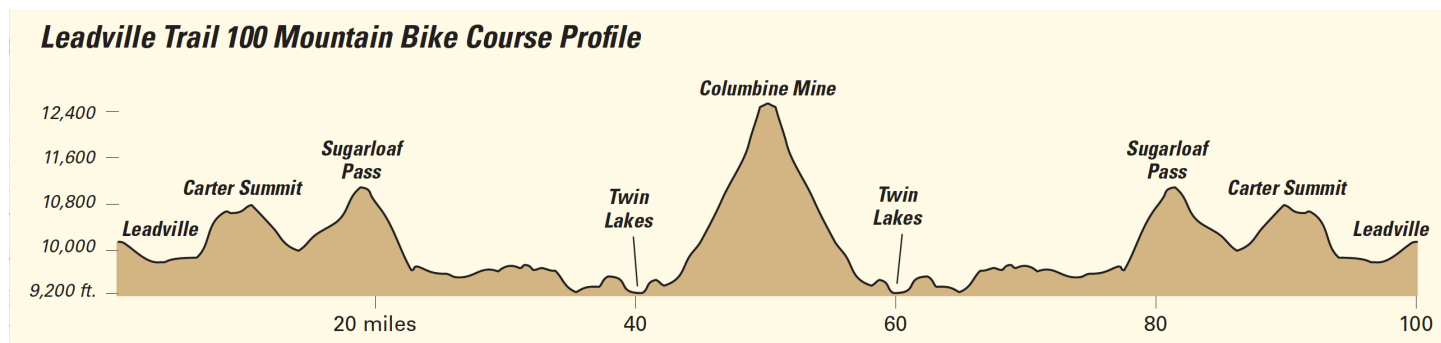 Leadville Trail 100 Mountain Bike Course Profile
Columbine Mine
12,400
11,600
10,800
10,000
9,200 ft.
Leadville
Carter Summit
Sugarloaf
Pass
Twin
Lakes
Twin
Lakes
Sugarloaf
Pass
Carter Summit
Leadville
20 miles
40
60
80
100